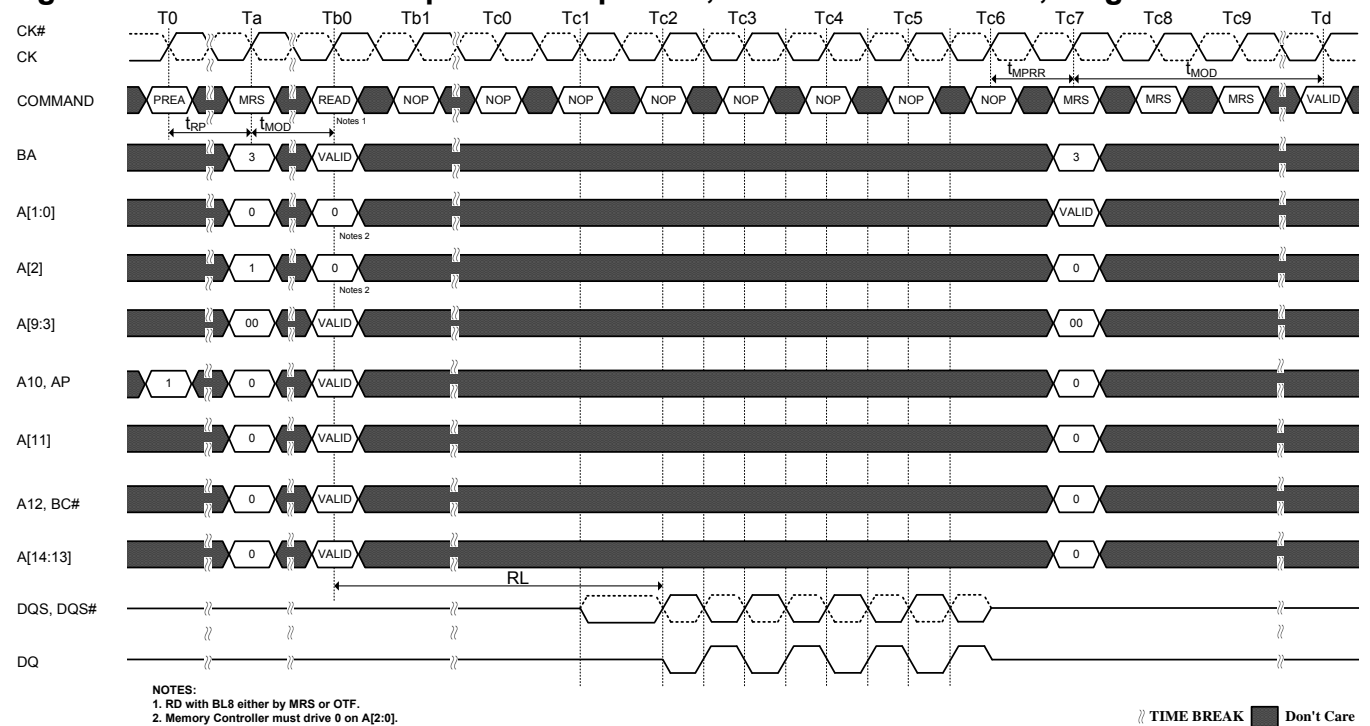 T0 Ta Tb0 Tb1 Tc0 Tc1 Tc2 Tc3 Tc4 Tc5 Tc6 Tc7 Tc8 Tc9 Td
CK#
CK
tMPRR tMOD
COMMAND PREA MRS READ NOP NOP NOP NOP NOP NOP NOP NOP MRS MRS MRS VALID
Notes 1
tRP tMOD
BA 3 VALID 3
A[1:0] 0 0 VALID
Notes 2
A[2] 1 0 0
Notes 2
A[9:3] 00 VALID 00
A10, AP 1 0 VALID 0
A[11] 0 VALID 0
A12, BC# 0 VALID 0
A[14:13] 0 VALID 0
RL
DQS, DQS#
DQ
NOTES:
1. RD with BL8 either by MRS or OTF.
2. Memory Controller must drive 0 on A[2:0].
TIME BREAK Don't Care